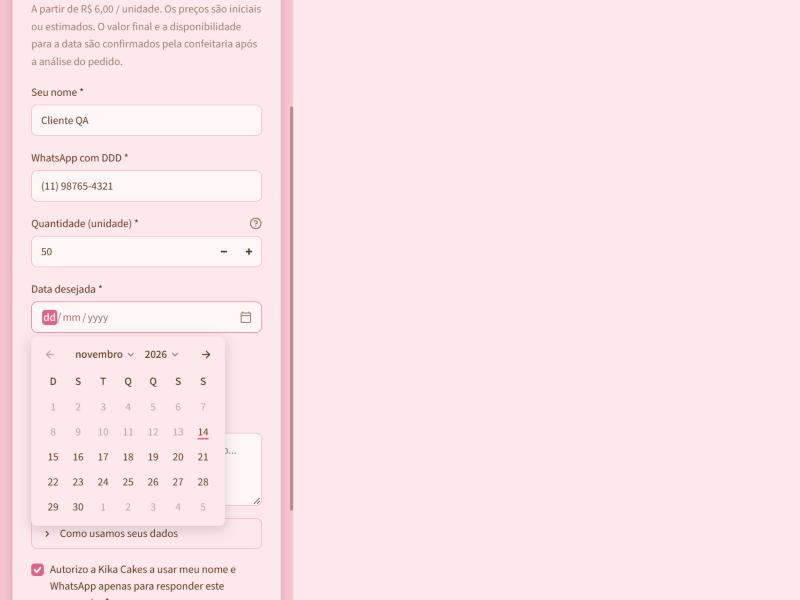 A partir de R$ 6,00 / unidade. Os preços são iniciais
ou estimados. O valor final e a disponibilidade
para a data são confirmados pela confeitaria após
a análise do pedido.
Seu nome *
Cliente QA
WhatsApp com DDD *
(11) 98765-4321
Quantidade (unidade) *
50
Data desejada *
dd / mm / yyyy
novembro 2026
D S T Q Q S S
1 2 3 4 5 6 7
8 9 10 11 12 13 14
15 16 17 18 19 20 21
22 23 24 25 26 27 28
29 30 1 2 3 4 5
Como usamos seus dados
Autorizo a Kika Cakes a usar meu nome e
WhatsApp apenas para responder este